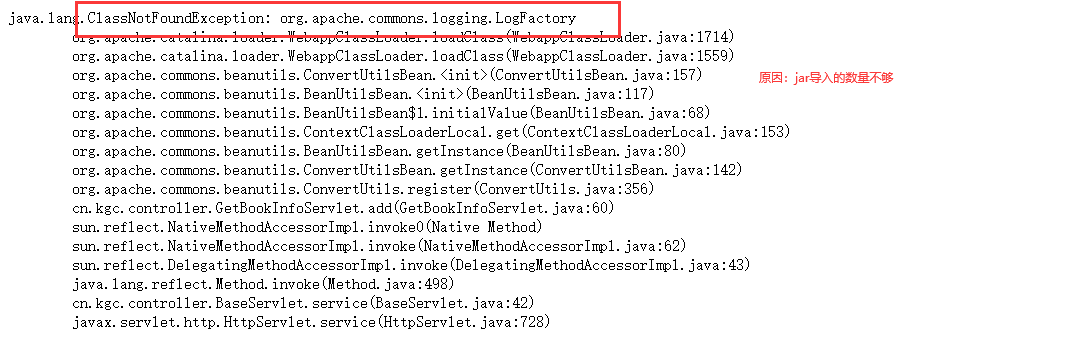 java.lang.ClassNotFoundException: org.apache.commons.logging.LogFactory
org.apache.catalina.loader.WebappClassLoader.loadClass(WebappClassLoader.java:1714)
org.apache.catalina.loader.WebappClassLoader.loadClass(WebappClassLoader.java:1559)
org.apache.commons.beanutils.ConvertUtilsBean.<init>(ConvertUtilsBean.java:157)
原因：jar导入的数量不够
org.apache.commons.beanutils.BeanUtilsBean.<init>(BeanUtilsBean.java:117)
org.apache.commons.beanutils.BeanUtilsBean$1.initialValue(BeanUtilsBean.java:68)
org.apache.commons.beanutils.ContextClassLoaderLocal.get(ContextClassLoaderLocal.java:153)
org.apache.commons.beanutils.BeanUtilsBean.getInstance(BeanUtilsBean.java:80)
org.apache.commons.beanutils.ConvertUtilsBean.getInstance(ConvertUtilsBean.java:142)
org.apache.commons.beanutils.ConvertUtils.register(ConvertUtils.java:356)
cn.kgc.controller.GetBookInfoServlet.add(GetBookInfoServlet.java:60)
sun.reflect.NativeMethodAccessorImpl.invoke0(Native Method)
sun.reflect.NativeMethodAccessorImpl.invoke(NativeMethodAccessorImpl.java:62)
sun.reflect.DelegatingMethodAccessorImpl.invoke(DelegatingMethodAccessorImpl.java:43)
java.lang.reflect.Method.invoke(Method.java:498)
cn.kgc.controller.BaseServlet.service(BaseServlet.java:42)
javax.servlet.http.HttpServlet.service(HttpServlet.java:728)